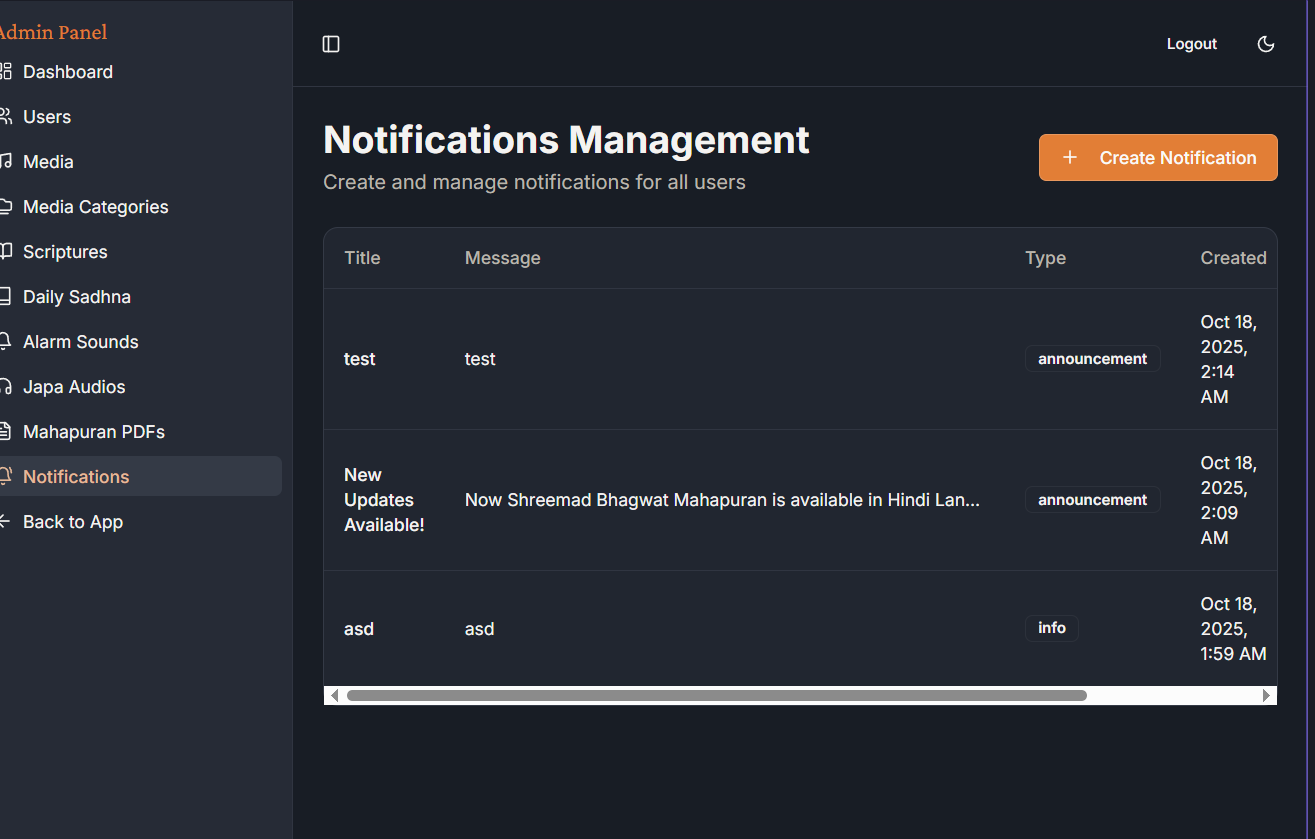 Admin Panel
Dashboard
Users
Media
Media Categories
Scriptures
Daily Sadhna
Alarm Sounds
Japa Audios
Mahapuran PDFs
Notifications
Back to App
Logout
Notifications Management
Create and manage notifications for all users
Create Notification
Title Message Type Created
test test announcement
Oct 18,
2025,
2:14
AM
New
Updates
Available!
Now Shreemad Bhagwat Mahapuran is available in Hindi Lan...
announcement
Oct 18,
2025,
2:09
AM
asd asd info
Oct 18,
2025,
1:59 AM